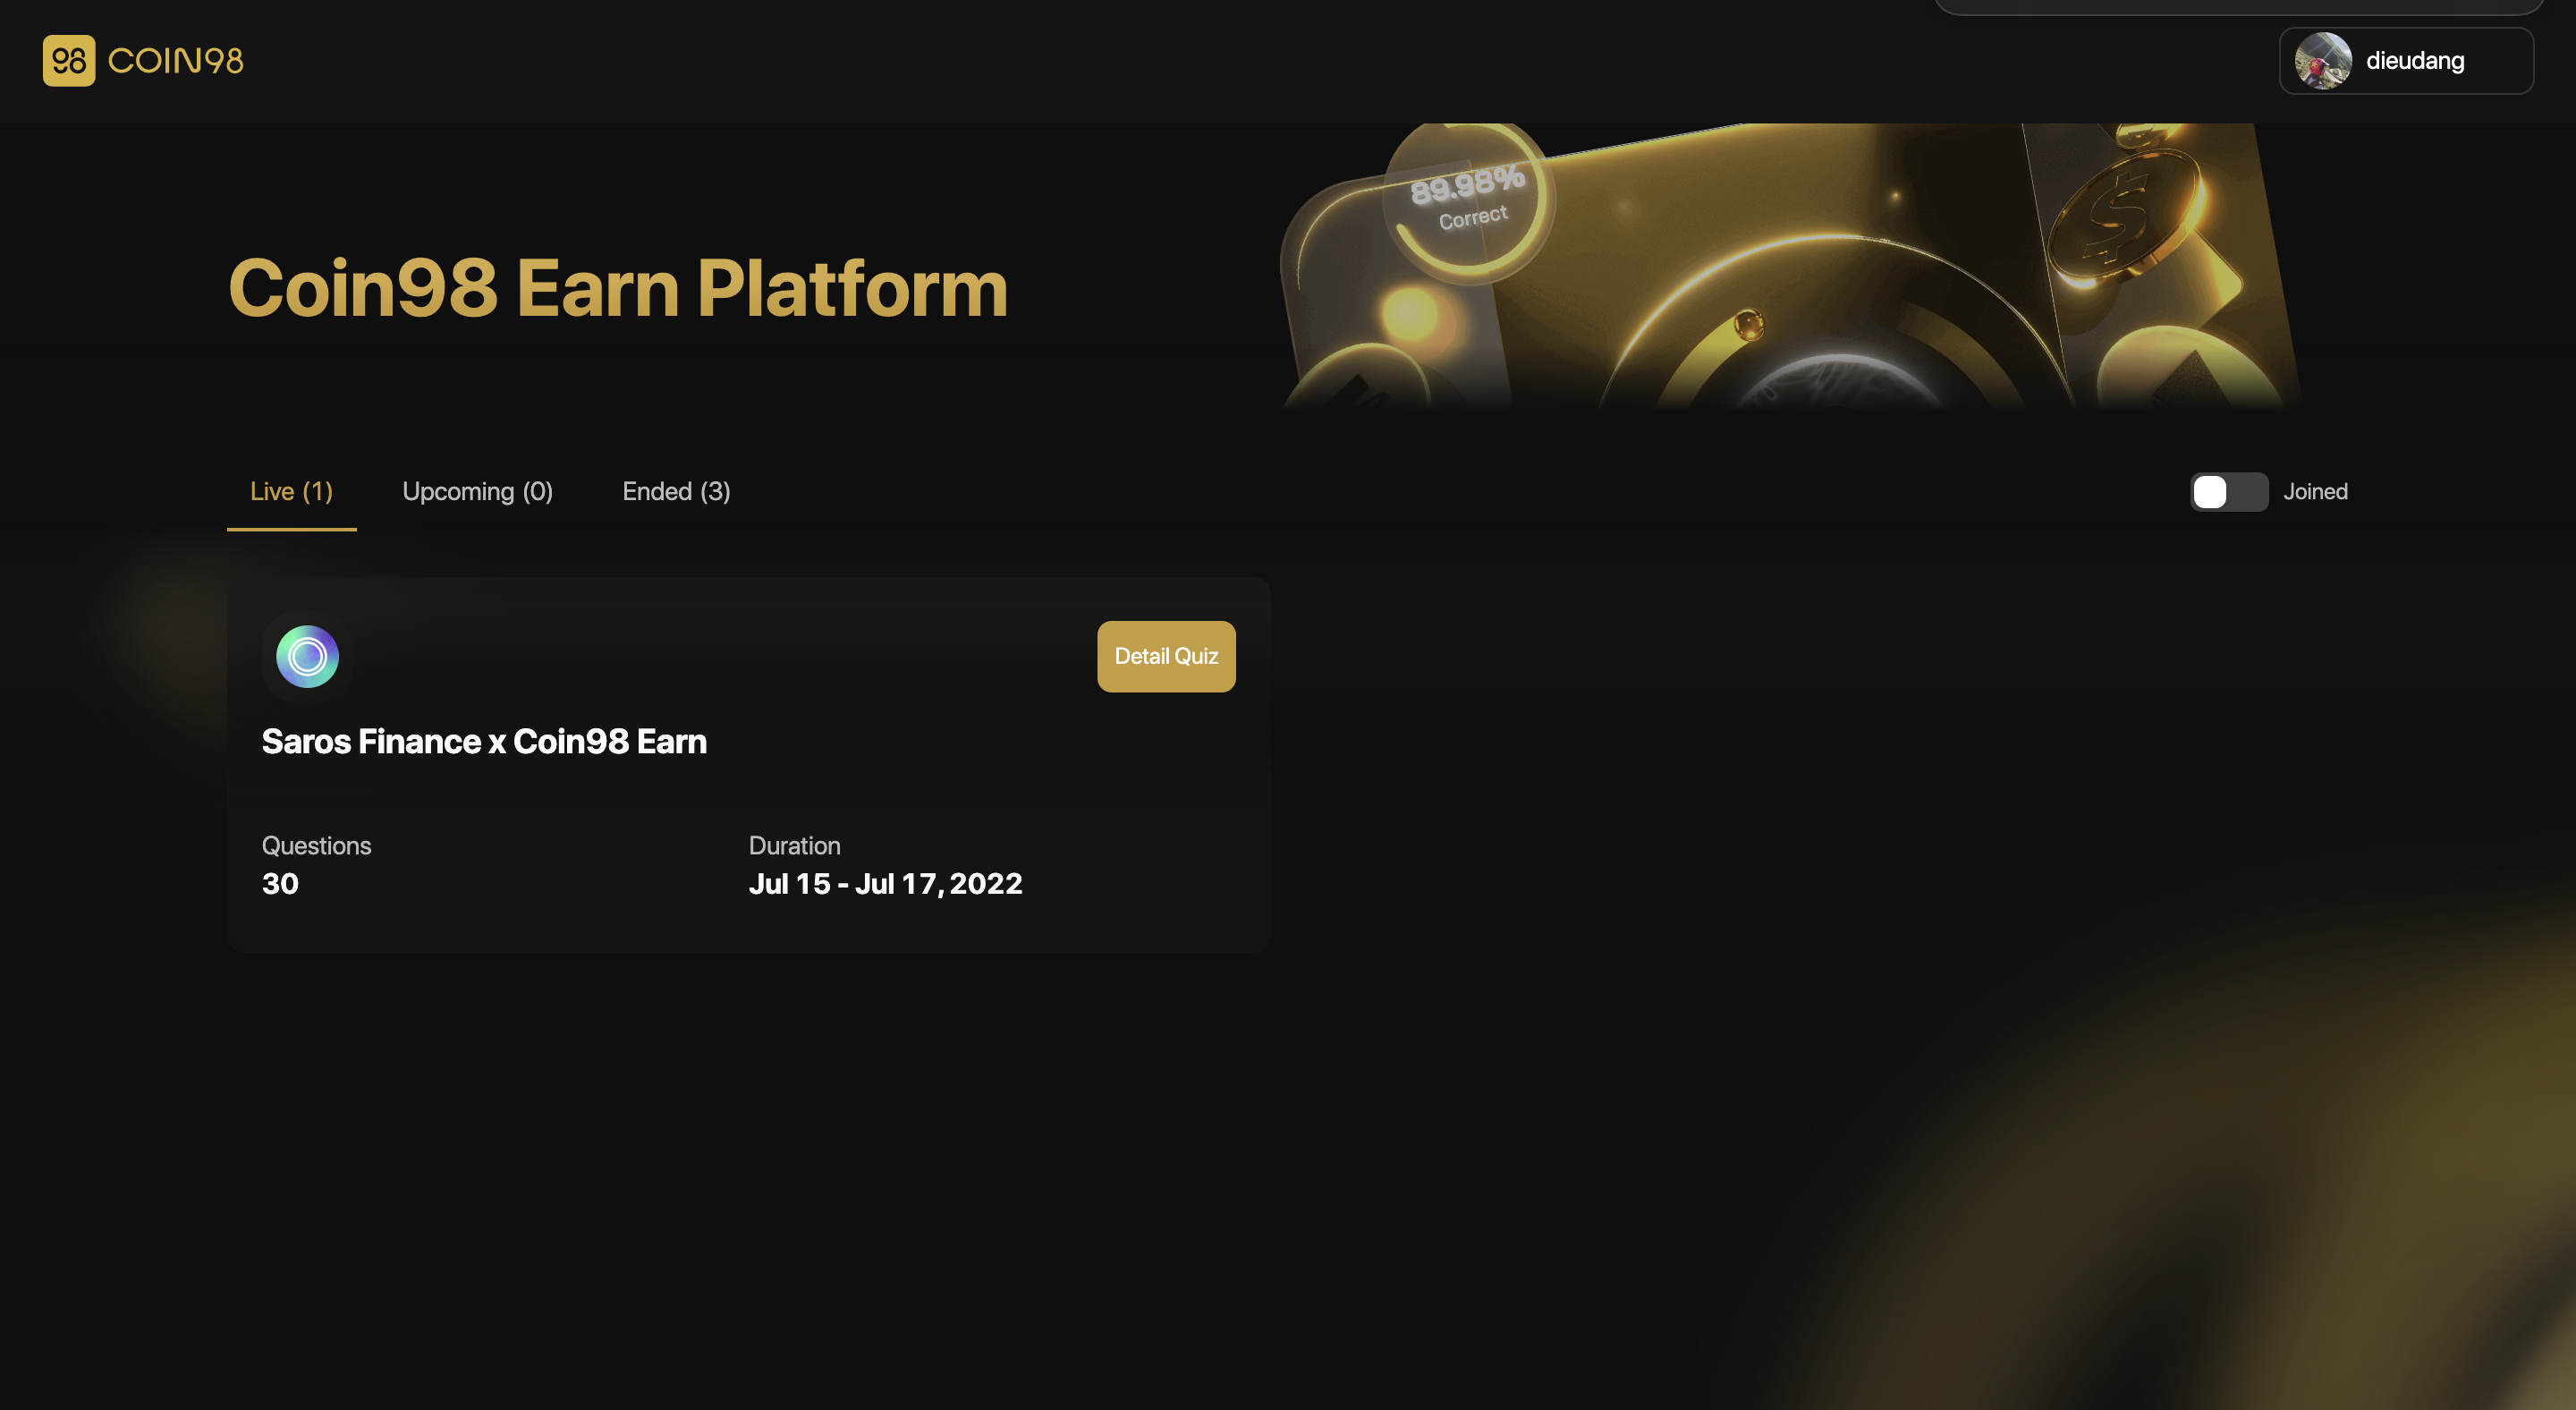 98 COIN98
dieudang
89.98%
Correct
$
Coin98 Earn Platform
Live (1) Upcoming (0) Ended (3) Joined
Detail Quiz
Saros Finance x Coin98 Earn
Questions Duration
30 Jul 15 - Jul 17, 2022